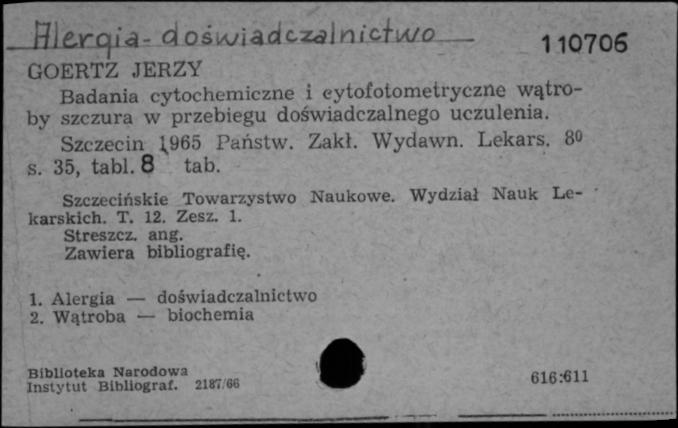 Alergia - doświadczalnictwo
110706
GOERTZ JERZY
Badania cytochemiczne i cytofotometryczne wątro-
by szczura w przebiegu doświadczalnego uczulenia.
Szczecin 1965 Państw. Zakł. Wydawn. Lekars. 8⁰
s. 35, tabl. 8 tab.
Szczecińskie Towarzystwo Naukowe. Wydział Nauk Le-
karskich. T. 12. Zesz. 1.
Streszcz. ang.
Zawiera bibliografię.
1. Alergia — doświadczalnictwo
2. Wątroba — biochemia
Biblioteka Narodowa
Instytut Bibliograf. 2187/66
616:611